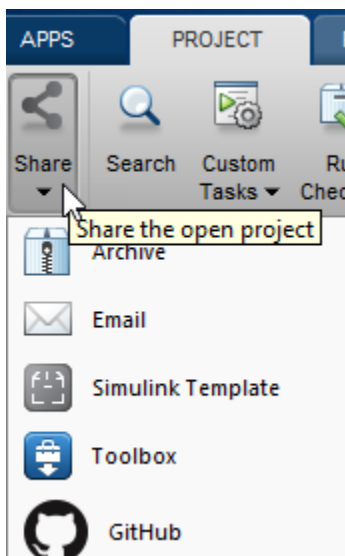 APPS PROJECT
Share Search Custom
Tasks
Share the open project
Archive
Email
Simulink Template
Toolbox
GitHub